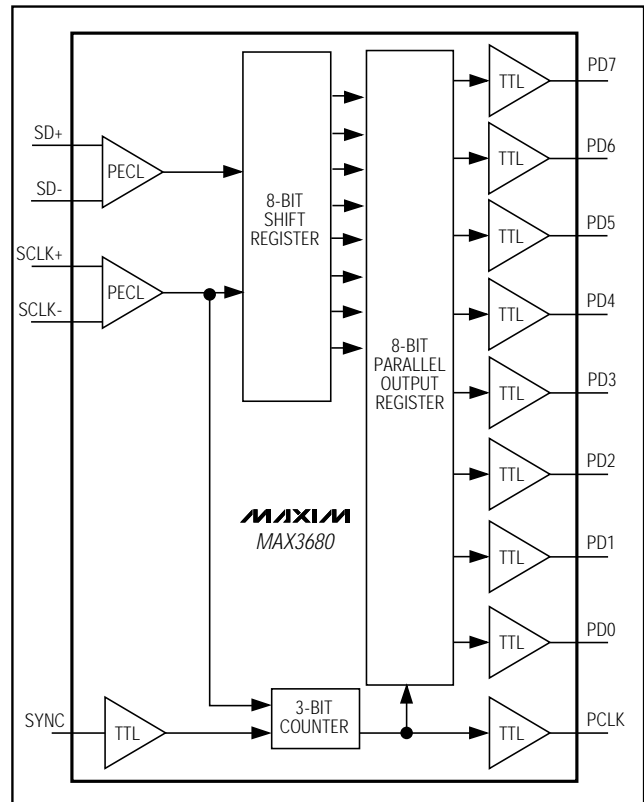 SD+
SD-
SCLK+
SCLK-
SYNC
PECL
PECL
TTL
8-BIT
SHIFT
REGISTER
8-BIT
PARALLEL
OUTPUT
REGISTER
MAXIM
MAX3680
3-BIT
COUNTER
TTL
PD7
TTL
PD6
TTL
PD5
TTL
PD4
TTL
PD3
TTL
PD2
TTL
PD1
TTL
PD0
TTL
PCLK